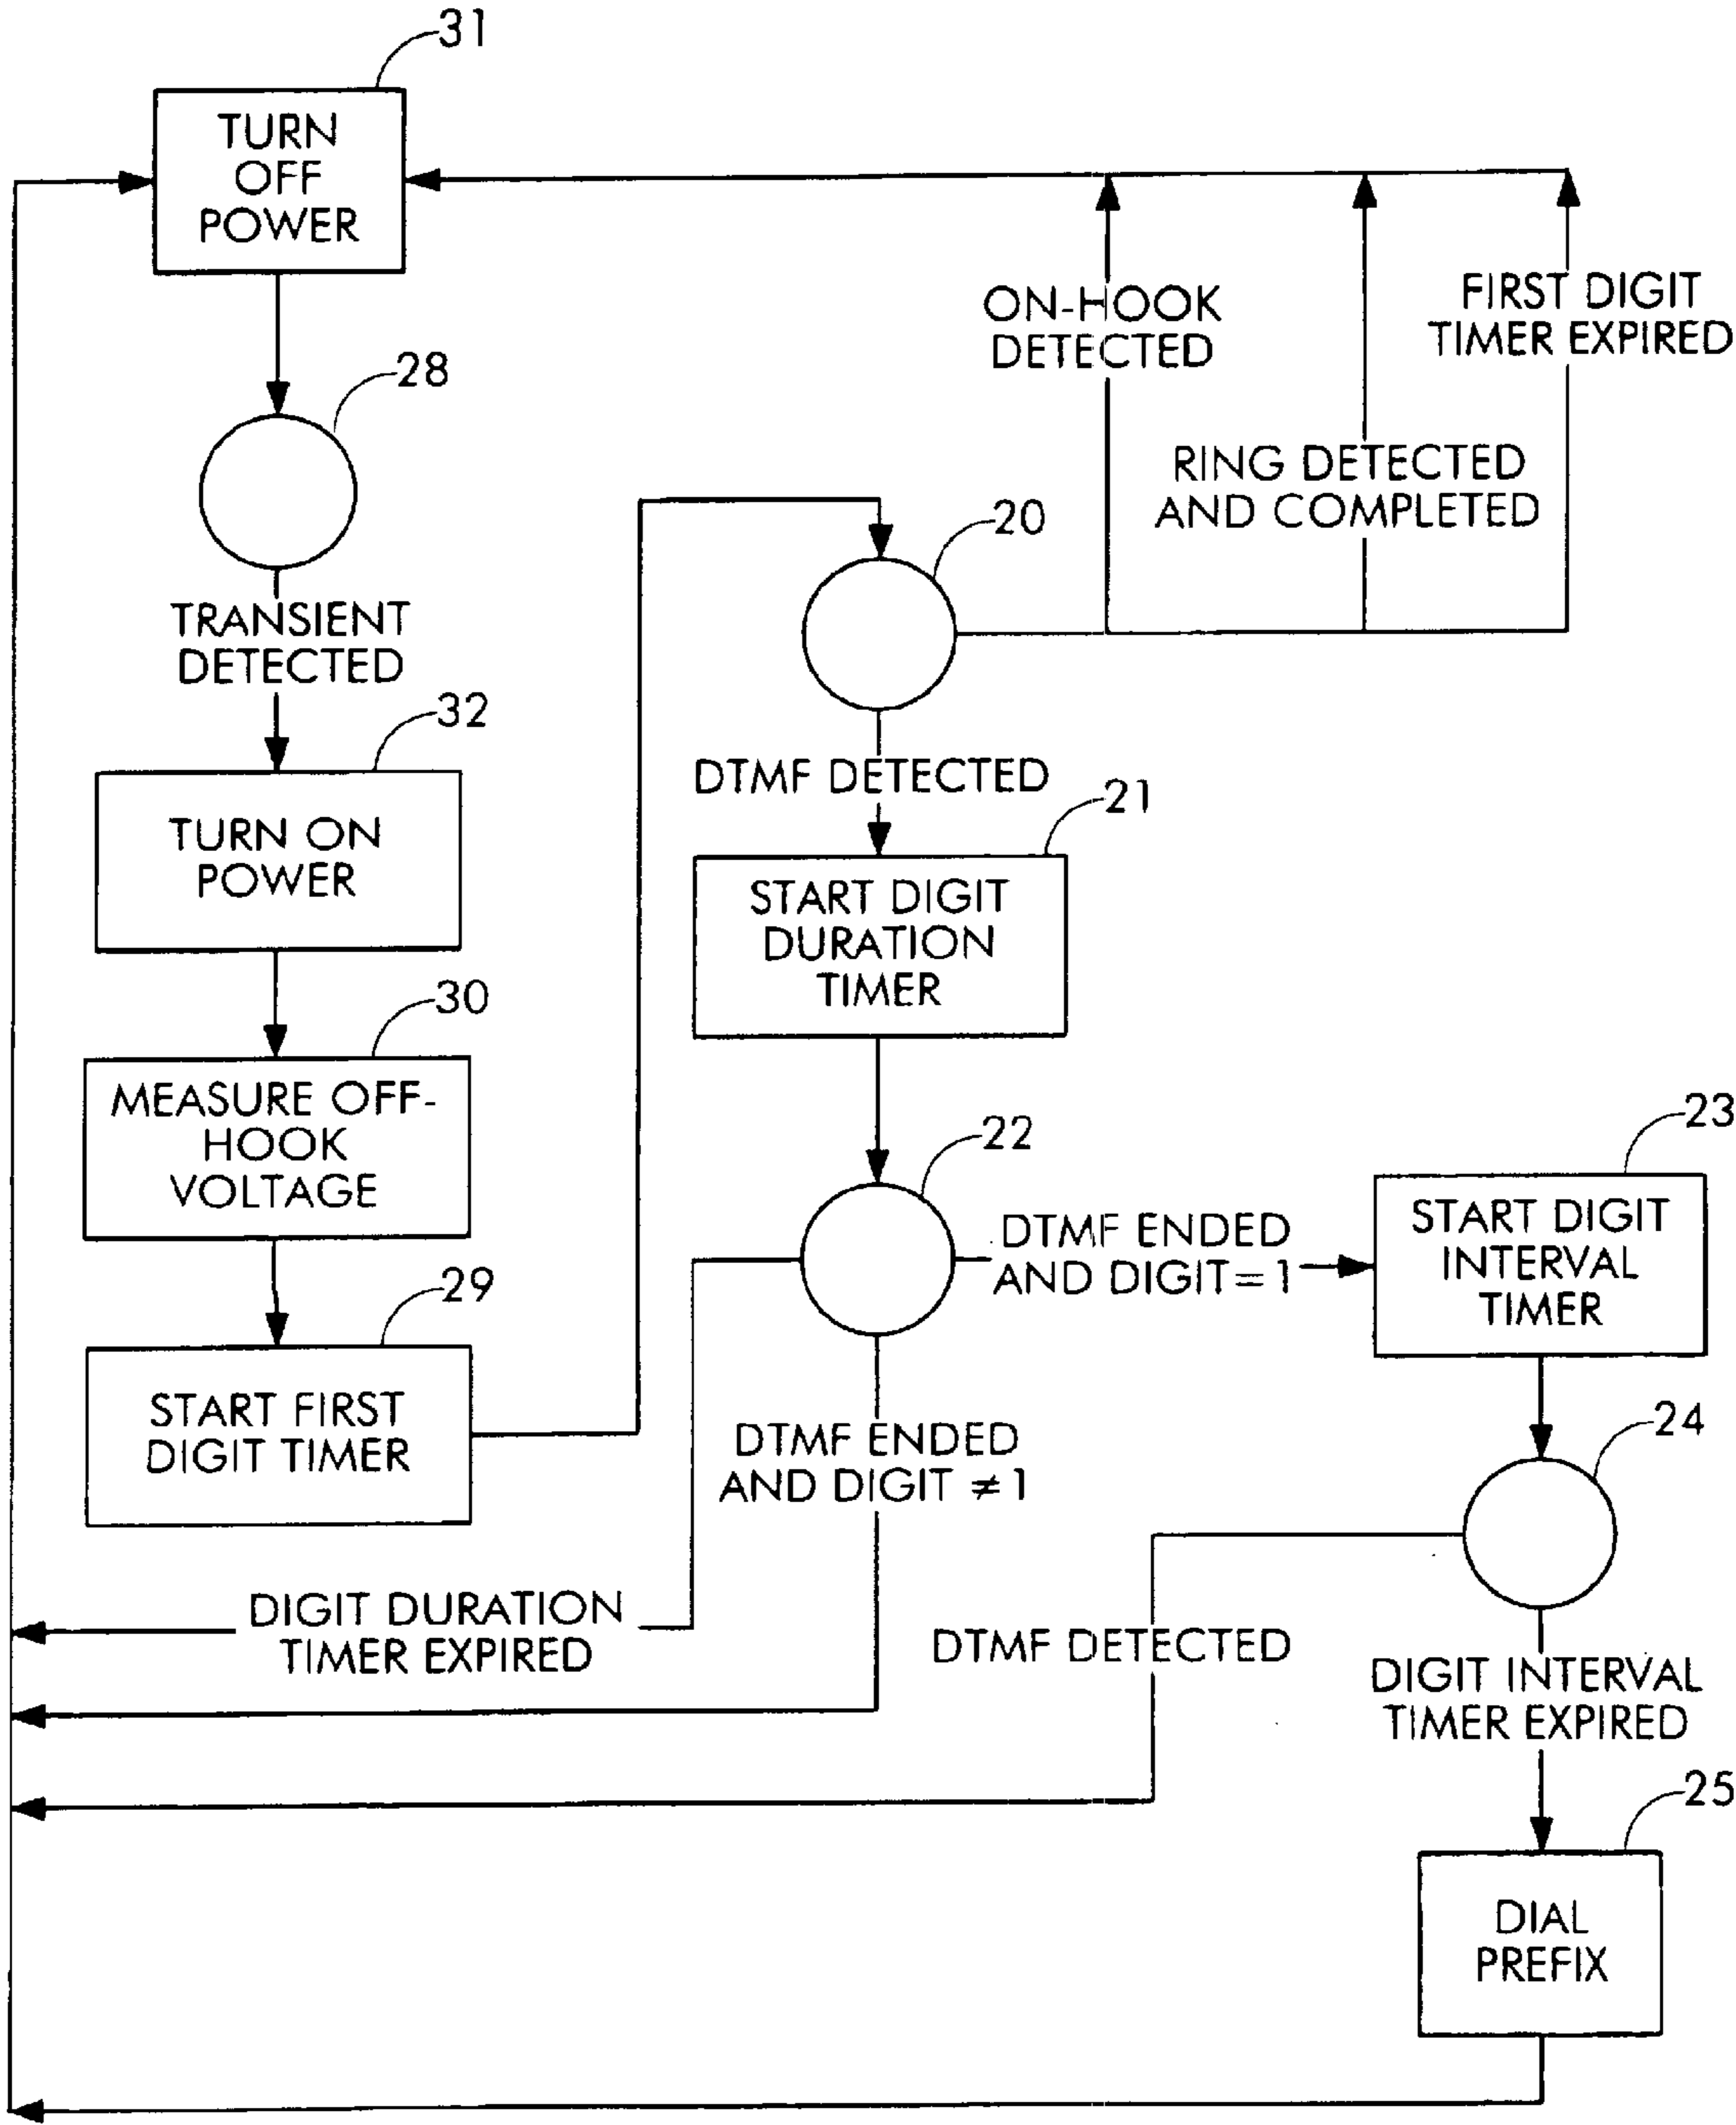 31
TURN
OFF
POWER
28
TRANSIENT
DETECTED
32
TURN ON
POWER
30
MEASURE OFF-
HOOK
VOLTAGE
29
START FIRST
DIGIT TIMER
ON-HOOK
DETECTED
RING DETECTED
AND COMPLETED
FIRST DIGIT
TIMER EXPIRED
20
DTMF DETECTED
21
START DIGIT
DURATION
TIMER
22
DTMF ENDED
AND DIGIT = 1
DTMF ENDED
AND DIGIT ≠ 1
DIGIT DURATION
TIMER EXPIRED
23
START DIGIT
INTERVAL
TIMER
24
DTMF DETECTED
DIGIT INTERVAL
TIMER EXPIRED
25
DIAL
PREFIX